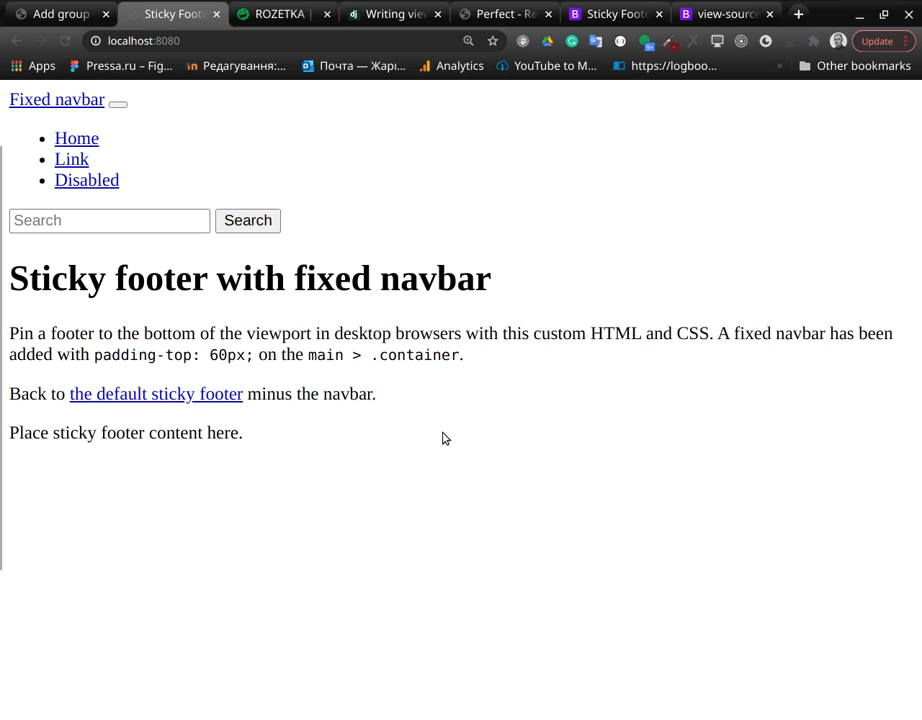 Add group
Sticky Foot
ROZETKA |
Writing vie
Perfect - Re
Sticky Foot
view-source
localhost:8080
9+
Update
Apps
Pressa.ru – Fig...
Редагування:...
Почта — Жарі...
Analytics
YouTube to M...
https://logboo...
»
Other bookmarks
Fixed navbar
Home
Link
Disabled
Search
Search
Sticky footer with fixed navbar
Pin a footer to the bottom of the viewport in desktop browsers with this custom HTML and CSS. A fixed navbar has been
added with padding-top: 60px; on the main > .container.
Back to the default sticky footer minus the navbar.
Place sticky footer content here.